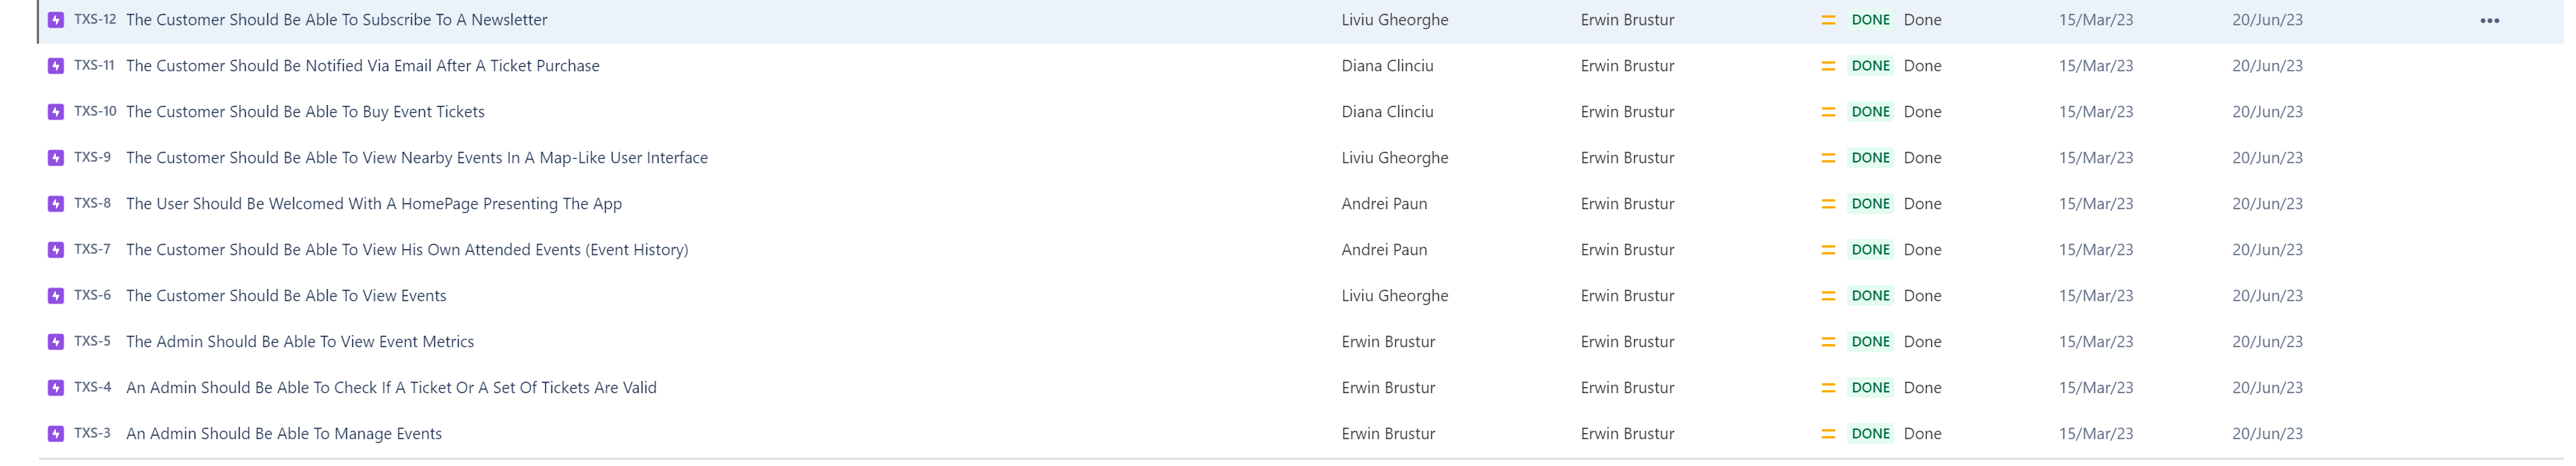 TXS-12 The Customer Should Be Able To Subscribe To A Newsletter Liviu Gheorghe Erwin Brustur DONE Done 15/Mar/23 20/Jun/23
TXS-11 The Customer Should Be Notified Via Email After A Ticket Purchase Diana Clinciu Erwin Brustur DONE Done 15/Mar/23 20/Jun/23
TXS-10 The Customer Should Be Able To Buy Event Tickets Diana Clinciu Erwin Brustur DONE Done 15/Mar/23 20/Jun/23
TXS-9 The Customer Should Be Able To View Nearby Events In A Map-Like User Interface Liviu Gheorghe Erwin Brustur DONE Done 15/Mar/23 20/Jun/23
TXS-8 The User Should Be Welcomed With A HomePage Presenting The App Andrei Paun Erwin Brustur DONE Done 15/Mar/23 20/Jun/23
TXS-7 The Customer Should Be Able To View His Own Attended Events (Event History) Andrei Paun Erwin Brustur DONE Done 15/Mar/23 20/Jun/23
TXS-6 The Customer Should Be Able To View Events Liviu Gheorghe Erwin Brustur DONE Done 15/Mar/23 20/Jun/23
TXS-5 The Admin Should Be Able To View Event Metrics Erwin Brustur Erwin Brustur DONE Done 15/Mar/23 20/Jun/23
TXS-4 An Admin Should Be Able To Check If A Ticket Or A Set Of Tickets Are Valid Erwin Brustur Erwin Brustur DONE Done 15/Mar/23 20/Jun/23
TXS-3 An Admin Should Be Able To Manage Events Erwin Brustur Erwin Brustur DONE Done 15/Mar/23 20/Jun/23